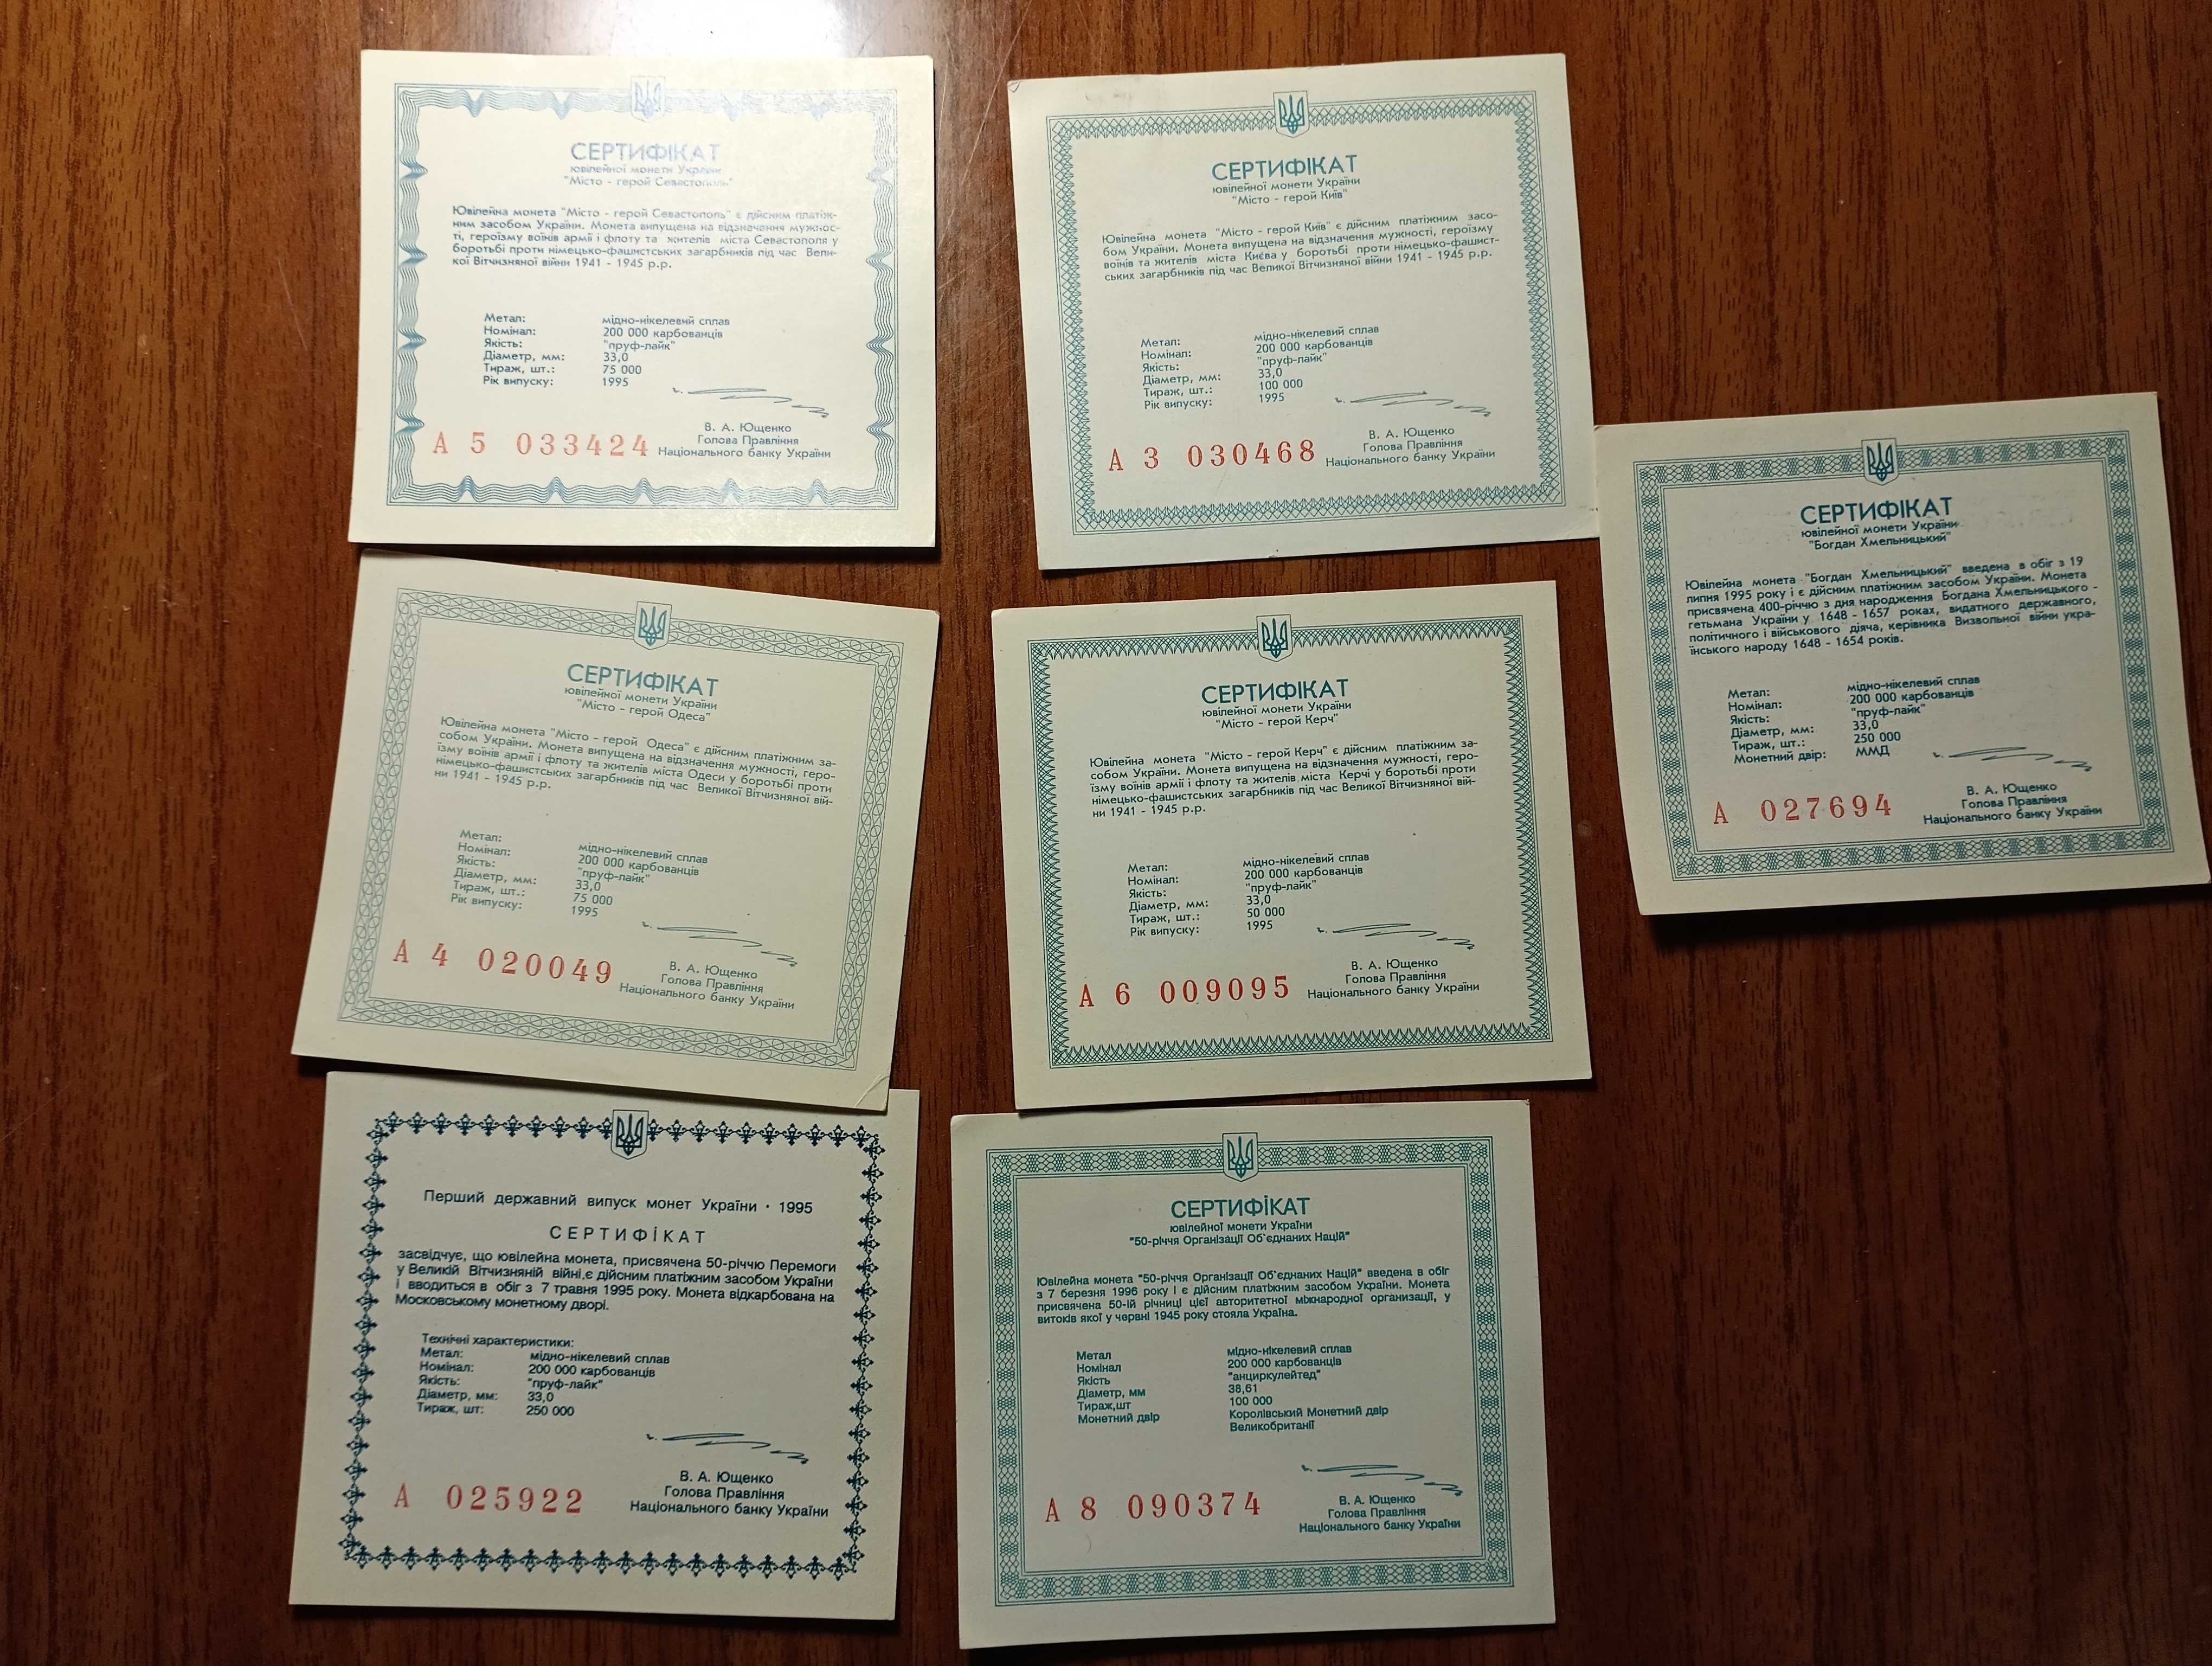 СЕРТИФІКАТ
ювілейної монети України
"Місто - герой Севастополь"
Ювілейна монета "Місто - герой Севастополь" є дійсним платіж-
ним засобом України. Монета випущена на відзначення мужнос-
ті, героїзму воїнів армії і флоту та жителів міста Севастополя у
боротьбі проти німецько-фашистських загарбників під час Вели-
кої Вітчизняної війни 1941 - 1945 р.р.
Метал: мідно-нікелевий сплав
Номінал: 200 000 карбованців
Якість: "пруф-лайк"
Діаметр, мм: 33,0
Тираж, шт.: 75 000
Рік випуску: 1995
В. А. Ющенко
Голова Правління
А 5 033424 Національного банку України
СЕРТИФІКАТ
ювілейної монети України
"Місто - герой Київ"
Ювілейна монета "Місто - герой Київ" є дійсним платіжним засо-
бом України. Монета випущена на відзначення мужності, героїзму
воїнів та жителів міста Києва у боротьбі проти німецько-фашист-
ських загарбників під час Великої Вітчизняної війни 1941 - 1945 р.р.
Метал: мідно-нікелевий сплав
Номінал: 200 000 карбованців
Якість: "пруф-лайк"
Діаметр, мм: 33,0
Тираж, шт.: 100 000
Рік випуску: 1995
В. А. Ющенко
Голова Правління
А 3 030468 Національного банку України
СЕРТИФІКАТ
ювілейної монети України
"Богдан Хмельницький"
Ювілейна монета "Богдан Хмельницький" введена в обіг з 19
липня 1995 року і є дійсним платіжним засобом України. Монета
присвячена 400-річчю з дня народження Богдана Хмельницького -
гетьмана України у 1648 - 1657 роках, видатного державного,
політичного і військового діяча, керівника Визвольної війни укра-
їнського народу 1648 - 1654 років.
Метал: мідно-нікелевий сплав
Номінал: 200 000 карбованців
Якість: "пруф-лайк"
Діаметр, мм: 33,0
Тираж, шт.: 250 000
Монетний двір: ММД
В. А. Ющенко
Голова Правління
А 027694 Національного банку України
СЕРТИФІКАТ
ювілейної монети України
"Місто - герой Одеса"
Ювілейна монета "Місто - герой Одеса" є дійсним платіжним за-
собом України. Монета випущена на відзначення мужності, геро-
їзму воїнів армії і флоту та жителів міста Одеси у боротьбі проти
німецько-фашистських загарбників під час Великої Вітчизняної вій-
ни 1941 - 1945 р.р.
Метал: мідно-нікелевий сплав
Номінал: 200 000 карбованців
Якість: "пруф-лайк"
Діаметр, мм: 33,0
Тираж, шт.: 75 000
Рік випуску: 1995
В. А. Ющенко
Голова Правління
А 4 020049 Національного банку України
СЕРТИФІКАТ
ювілейної монети України
"Місто - герой Керч"
Ювілейна монета "Місто - герой Керч" є дійсним платіжним за-
собом України. Монета випущена на відзначення мужності, геро-
їзму воїнів армії і флоту та жителів міста Керчі у боротьбі проти
німецько-фашистських загарбників під час Великої Вітчизняної вій-
ни 1941 - 1945 р.р.
Метал: мідно-нікелевий сплав
Номінал: 200 000 карбованців
Якість: "пруф-лайк"
Діаметр, мм: 33,0
Тираж, шт.: 50 000
Рік випуску: 1995
В. А. Ющенко
Голова Правління
А 6 009095 Національного банку України
Перший державний випуск монет України · 1995
СЕРТИФІКАТ
засвідчує, що ювілейна монета, присвячена 50-річчю Перемоги
у Великій Вітчизняній війні,є дійсним платіжним засобом України
і вводиться в обіг з 7 травня 1995 року. Монета відкарбована на
Московському монетному дворі.
Технічні характеристики:
Метал: мідно-нікелевий сплав
Номінал: 200 000 карбованців
Якість: "пруф-лайк"
Діаметр, мм: 33,0
Тираж, шт: 250 000
В. А. Ющенко
Голова Правління
А 025922 Національного банку України
СЕРТИФІКАТ
ювілейної монети України
"50-річчя Організації Об`єднаних Націй"
Ювілейна монета "50-річчя Організації Об`єднаних Націй" введена в обіг
з 7 березня 1996 року і є дійсним платіжним засобом України. Монета
присвячена 50-ій річниці цієї авторитетної міжнародної организації, у
витоків якої у червні 1945 року стояла Україна.
Метал мідно-нікелевий сплав
Номінал 200 000 карбованців
Якість "анциркулейтед"
Діаметр, мм 38,61
Тираж,шт 100 000
Монетний двір Королівський Монетний двір
Великобританії
В. А. Ющенко
Голова Правління
А 8 090374 Національного банку України